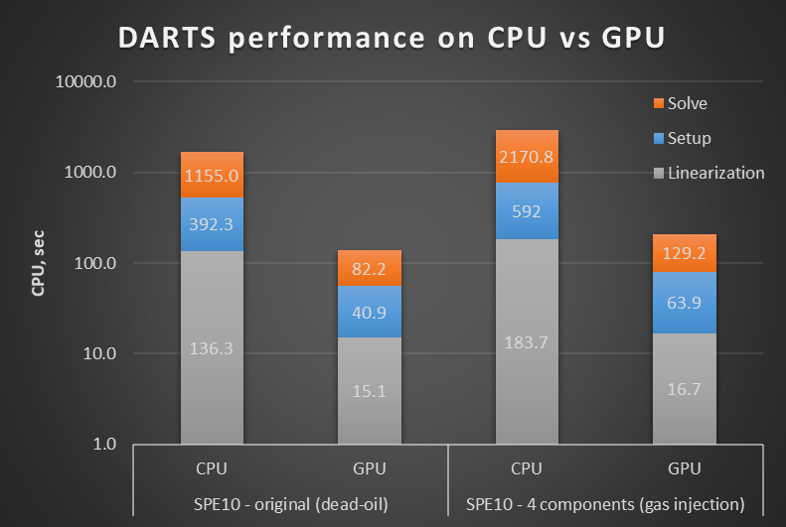 DARTS performance on CPU vs GPU
10000.0
1000.0
100.0
10.0
1.0
CPU, sec
Solve
Setup
Linearization
1155.0
392.3
136.3
82.2
40.9
15.1
2170.8
592
183.7
129.2
63.9
16.7
CPU
GPU
CPU
GPU
SPE10 - original (dead-oil)
SPE10 - 4 components (gas injection)